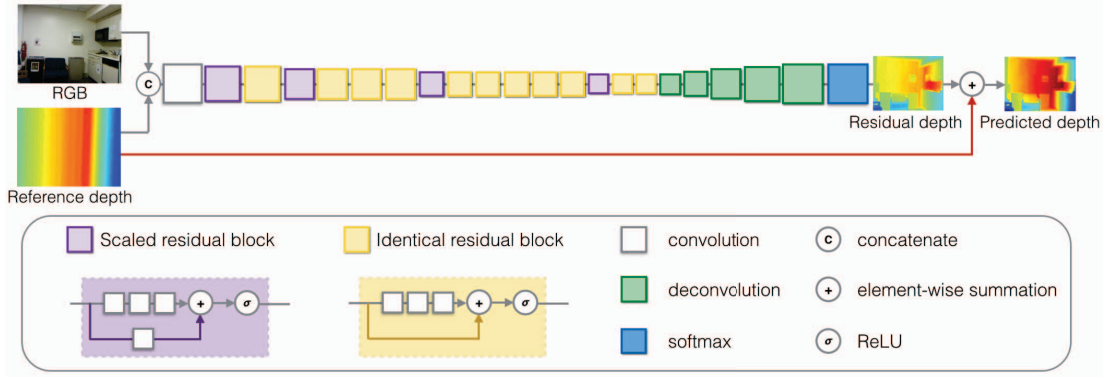 RGB
C
Residual depth
+
Predicted depth
Reference depth
Scaled residual block
Identical residual block
convolution
C
concatenate
deconvolution
+
element-wise summation
softmax
σ
ReLU
+
σ
+
σ